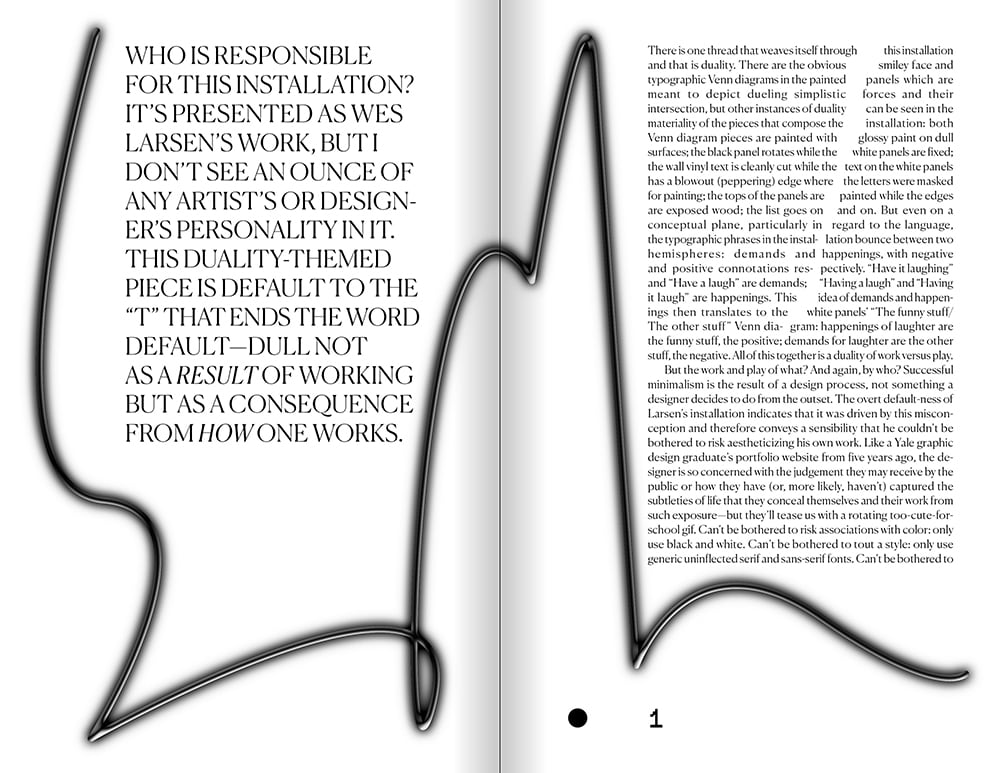 WHO IS RESPONSIBLE
FOR THIS INSTALLATION?
IT’S PRESENTED AS WES
LARSEN’S WORK, BUT I
DON’T SEE AN OUNCE OF
ANY ARTIST’S OR DESIGN-
ER’S PERSONALITY IN IT.
THIS DUALITY-THEMED
PIECE IS DEFAULT TO THE
“T” THAT ENDS THE WORD
DEFAULT—DULL NOT
AS A RESULT OF WORKING
BUT AS A CONSEQUENCE
FROM HOW ONE WORKS.
There is one thread that weaves itself through this installation
and that is duality. There are the obvious smiley face and
typographic Venn diagrams in the painted panels which are
meant to depict dueling simplistic forces and their
intersection, but other instances of duality can be seen in the
materiality of the pieces that compose the installation: both
Venn diagram pieces are painted with glossy paint on dull
surfaces; the black panel rotates while the white panels are fixed;
the wall vinyl text is cleanly cut while the text on the white panels
has a blowout (peppering) edge where the letters were masked
for painting; the tops of the panels are painted while the edges
are exposed wood; the list goes on and on. But even on a
conceptual plane, particularly in regard to the language,
the typographic phrases in the instal- lation bounce between two
hemispheres: demands and happenings, with negative
and positive connotations res- pectively. “Have it laughing”
and “Have a laugh” are demands; “Having a laugh” and “Having
it laugh” are happenings. This idea of demands and happen-
ings then translates to the white panels’ “The funny stuff/
The other stuff” Venn dia- gram: happenings of laughter are
the funny stuff, the positive; demands for laughter are the other
stuff, the negative. All of this together is a duality of work versus play.
But the work and play of what? And again, by who? Successful
minimalism is the result of a design process, not something a
designer decides to do from the outset. The overt default-ness of
Larsen’s installation indicates that it was driven by this miscon-
ception and therefore conveys a sensibility that he couldn’t be
bothered to risk aestheticizing his own work. Like a Yale graphic
design graduate’s portfolio website from five years ago, the de-
signer is so concerned with the judgement they may receive by the
public or how they have (or, more likely, haven’t) captured the
subtleties of life that they conceal themselves and their work from
such exposure—but they’ll tease us with a rotating too-cute-for-
school gif. Can’t be bothered to risk associations with color: only
use black and white. Can’t be bothered to tout a style: only use
generic uninflected serif and sans-serif fonts. Can’t be bothered to
1